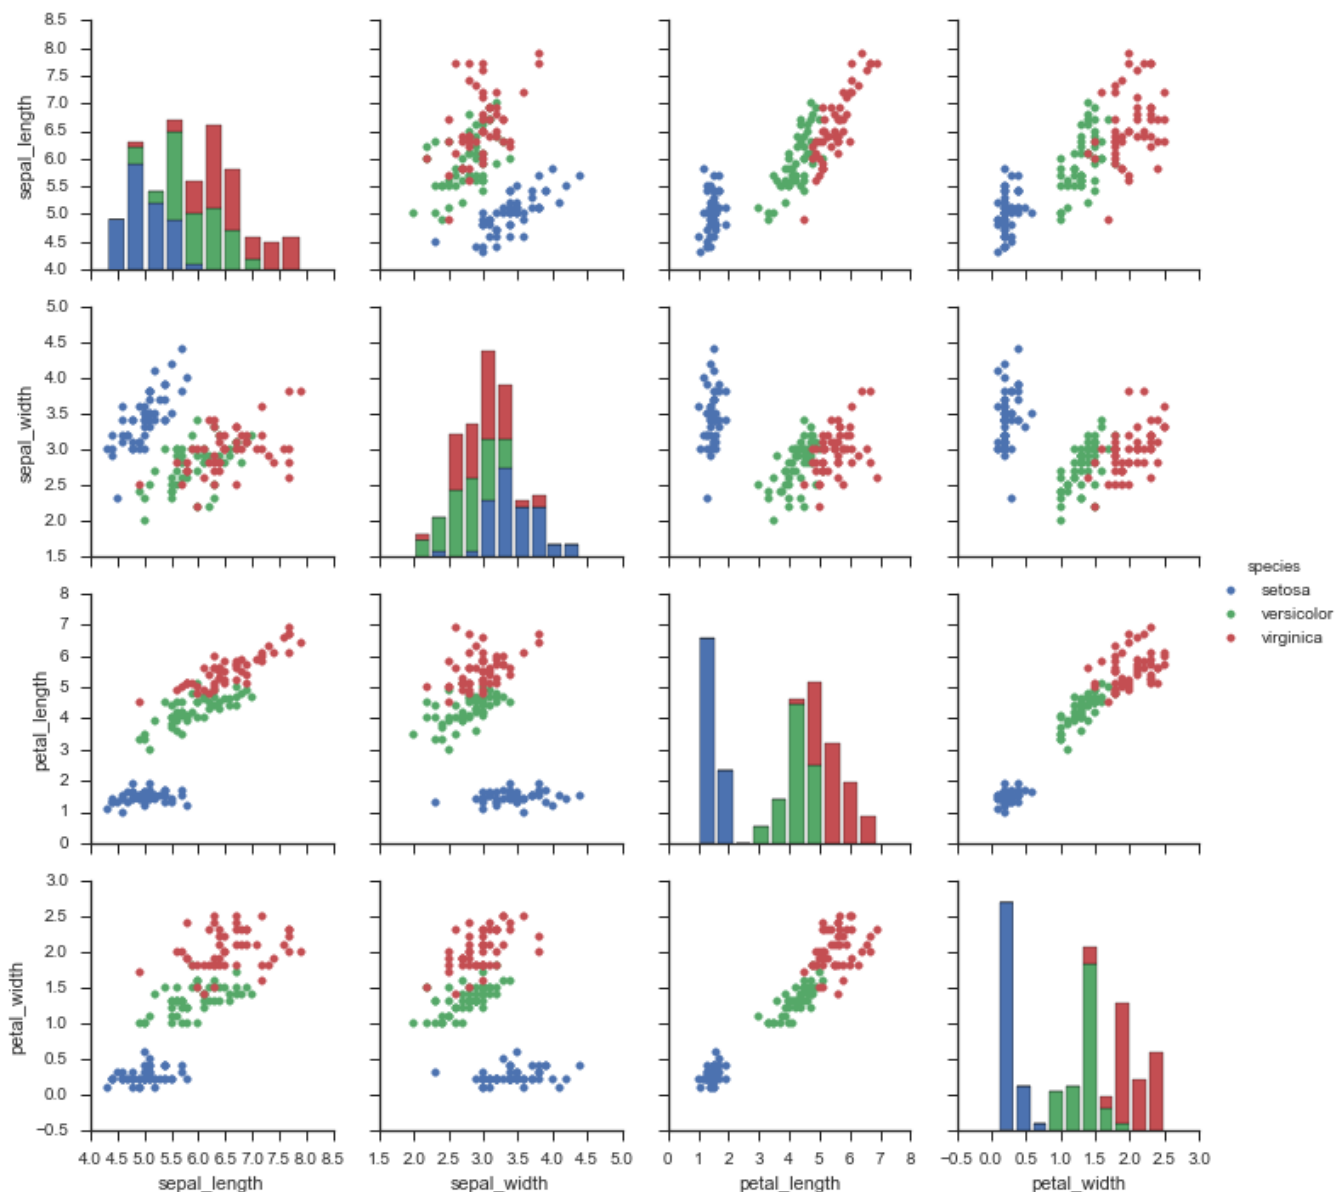 8.5
8.0
7.5
7.0
6.5
6.0
5.5
5.0
4.5
4.0
sepal_length
5.0
4.5
4.0
3.5
3.0
2.5
2.0
1.5
sepal_width
species
setosa
versicolor
virginica
8
7
6
5
4
3
2
1
0
petal_length
3.0
2.5
2.0
1.5
1.0
0.5
0.0
−0.5
petal_width
4.0 4.5 5.0 5.5 6.0 6.5 7.0 7.5 8.0 8.5
sepal_length
1.5 2.0 2.5 3.0 3.5 4.0 4.5 5.0
sepal_width
0 1 2 3 4 5 6 7 8
petal_length
−0.5 0.0 0.5 1.0 1.5 2.0 2.5 3.0
petal_width